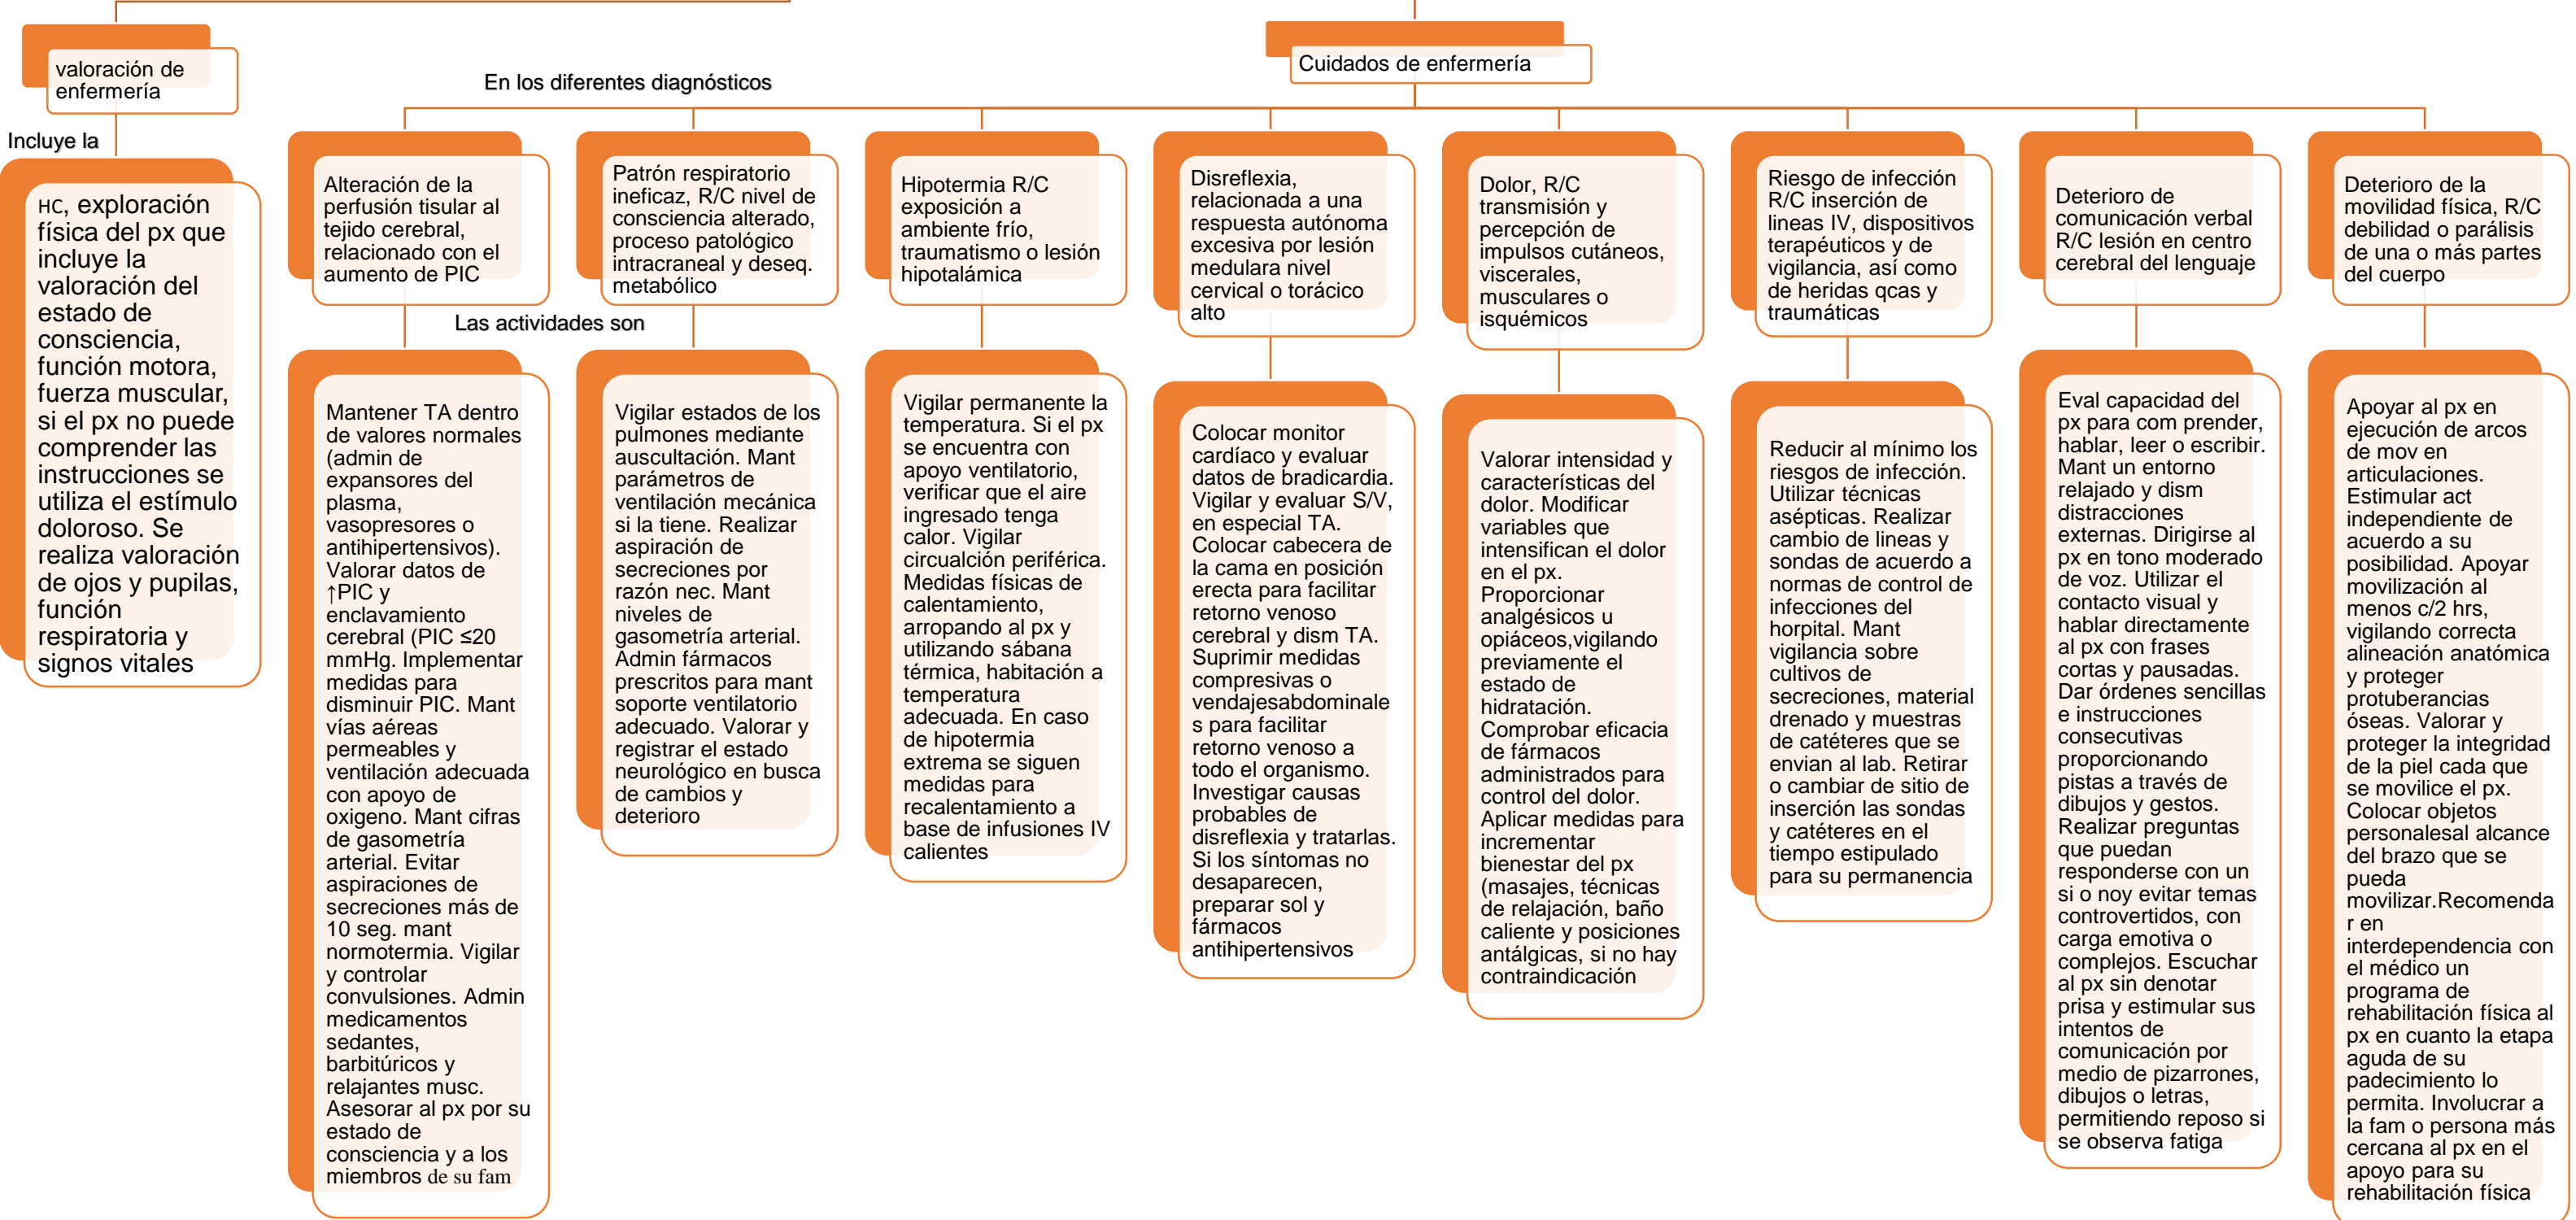 valoración de
enfermería
Cuidados de enfermería
En los diferentes diagnósticos
Incluye la
HC, exploración
física del px que
incluye la
valoración del
estado de
consciencia,
función motora,
fuerza muscular,
si el px no puede
comprender las
instrucciones se
utiliza el estímulo
doloroso. Se
realiza valoración
de ojos y pupilas,
función
respiratoria y
signos vitales
Alteración de la
perfusión tisular al
tejido cerebral,
relacionado con el
aumento de PIC
Patrón respiratorio
ineficaz, R/C nivel de
consciencia alterado,
proceso patológico
intracraneal y deseq.
metabólico
Hipotermia R/C
exposición a
ambiente frío,
traumatismo o lesión
hipotalámica
Disreflexia,
relacionada a una
respuesta autónoma
excesiva por lesión
medulara nivel
cervical o torácico
alto
Dolor, R/C
transmisión y
percepción de
impulsos cutáneos,
viscerales,
musculares o
isquémicos
Riesgo de infección
R/C inserción de
lineas IV, dispositivos
terapéuticos y de
vigilancia, así como
de heridas qcas y
traumáticas
Deterioro de
comunicación verbal
R/C lesión en centro
cerebral del lenguaje
Deterioro de la
movilidad física, R/C
debilidad o parálisis
de una o más partes
del cuerpo
Las actividades son
Mantener TA dentro
de valores normales
(admin de
expansores del
plasma,
vasopresores o
antihipertensivos).
Valorar datos de
↑PIC y
enclavamiento
cerebral (PIC ≤20
mmHg. Implementar
medidas para
disminuir PIC. Mant
vías aéreas
permeables y
ventilación adecuada
con apoyo de
oxigeno. Mant cifras
de gasometría
arterial. Evitar
aspiraciones de
secreciones más de
10 seg. mant
normotermia. Vigilar
y controlar
convulsiones. Admin
medicamentos
sedantes,
barbitúricos y
relajantes musc.
Asesorar al px por su
estado de
consciencia y a los
miembros de su fam
Vigilar estados de los
pulmones mediante
auscultación. Mant
parámetros de
ventilación mecánica
si la tiene. Realizar
aspiración de
secreciones por
razón nec. Mant
niveles de
gasometría arterial.
Admin fármacos
prescritos para mant
soporte ventilatorio
adecuado. Valorar y
registrar el estado
neurológico en busca
de cambios y
deterioro
Vigilar permanente la
temperatura. Si el px
se encuentra con
apoyo ventilatorio,
verificar que el aire
ingresado tenga
calor. Vigilar
circualción periférica.
Medidas físicas de
calentamiento,
arropando al px y
utilizando sábana
térmica, habitación a
temperatura
adecuada. En caso
de hipotermia
extrema se siguen
medidas para
recalentamiento a
base de infusiones IV
calientes
Colocar monitor
cardíaco y evaluar
datos de bradicardia.
Vigilar y evaluar S/V,
en especial TA.
Colocar cabecera de
la cama en posición
erecta para facilitar
retorno venoso
cerebral y dism TA.
Suprimir medidas
compresivas o
vendajesabdominale
s para facilitar
retorno venoso a
todo el organismo.
Investigar causas
probables de
disreflexia y tratarlas.
Si los síntomas no
desaparecen,
preparar sol y
fármacos
antihipertensivos
Valorar intensidad y
características del
dolor. Modificar
variables que
intensifican el dolor
en el px.
Proporcionar
analgésicos u
opiáceos,vigilando
previamente el
estado de
hidratación.
Comprobar eficacia
de fármacos
administrados para
control del dolor.
Aplicar medidas para
incrementar
bienestar del px
(masajes, técnicas
de relajación, baño
caliente y posiciones
antálgicas, si no hay
contraindicación
Reducir al mínimo los
riesgos de infección.
Utilizar técnicas
asépticas. Realizar
cambio de lineas y
sondas de acuerdo a
normas de control de
infecciones del
horpital. Mant
vigilancia sobre
cultivos de
secreciones, material
drenado y muestras
de catéteres que se
envian al lab. Retirar
o cambiar de sitio de
inserción las sondas
y catéteres en el
tiempo estipulado
para su permanencia
Eval capacidad del
px para com prender,
hablar, leer o escribir.
Mant un entorno
relajado y dism
distracciones
externas. Dirigirse al
px en tono moderado
de voz. Utilizar el
contacto visual y
hablar directamente
al px con frases
cortas y pausadas.
Dar órdenes sencillas
e instrucciones
consecutivas
proporcionando
pistas a través de
dibujos y gestos.
Realizar preguntas
que puedan
responderse con un
si o noy evitar temas
controvertidos, con
carga emotiva o
complejos. Escuchar
al px sin denotar
prisa y estimular sus
intentos de
comunicación por
medio de pizarrones,
dibujos o letras,
permitiendo reposo si
se observa fatiga
Apoyar al px en
ejecución de arcos
de mov en
articulaciones.
Estimular act
independiente de
acuerdo a su
posibilidad. Apoyar
movilización al
menos c/2 hrs,
vigilando correcta
alineación anatómica
y proteger
protuberancias
óseas. Valorar y
proteger la integridad
de la piel cada que
se movilice el px.
Colocar objetos
personalesal alcance
del brazo que se
pueda
movilizar.Recomenda
r en
interdependencia con
el médico un
programa de
rehabilitación física al
px en cuanto la etapa
aguda de su
padecimiento lo
permita. Involucrar a
la fam o persona más
cercana al px en el
apoyo para su
rehabilitación física